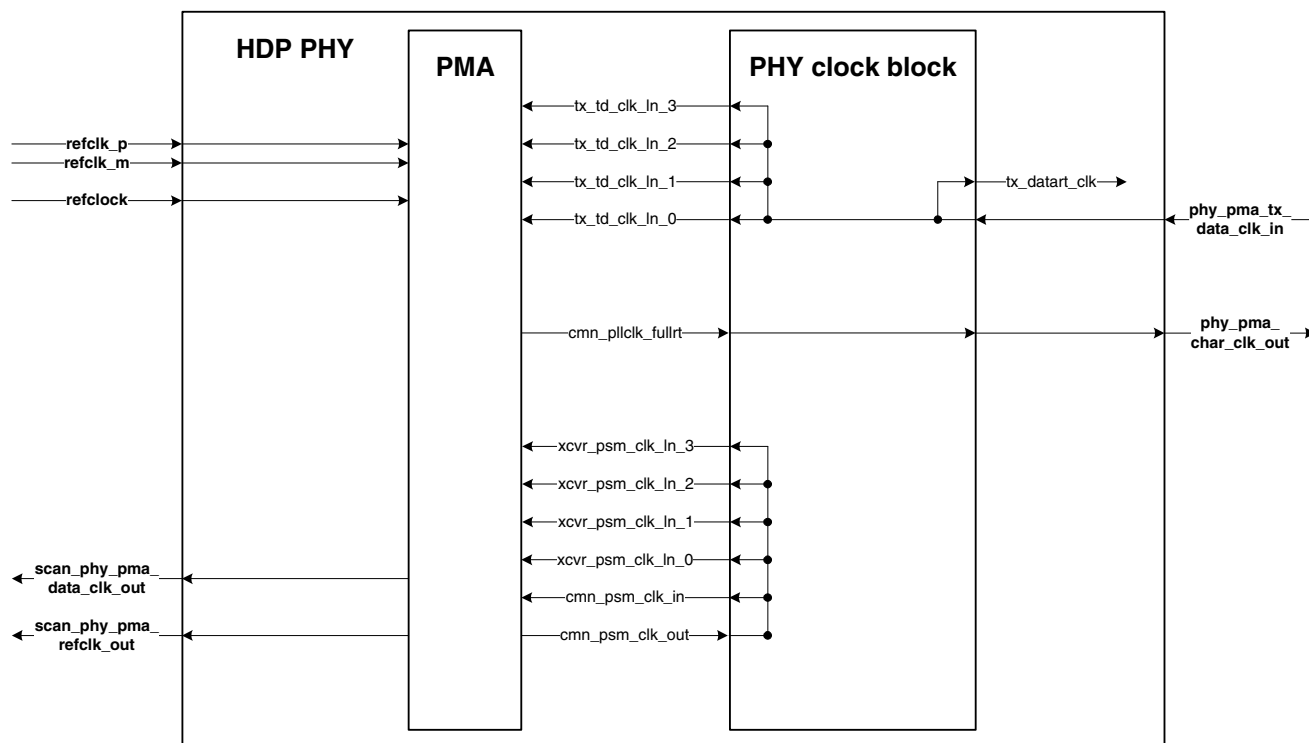 HDP PHY
PMA
PHY clock block
tx_td_clk_ln_3
refclk_p
tx_td_clk_ln_2
refclk_m
tx_td_clk_ln_1
tx_datart_clk
refclock
tx_td_clk_ln_0
phy_pma_tx_
data_clk_in
cmn_pllclk_fullrt
phy_pma_
char_clk_out
xcvr_psm_clk_ln_3
xcvr_psm_clk_ln_2
xcvr_psm_clk_ln_1
xcvr_psm_clk_ln_0
scan_phy_pma_
data_clk_out
cmn_psm_clk_in
scan_phy_pma_
refclk_out
cmn_psm_clk_out